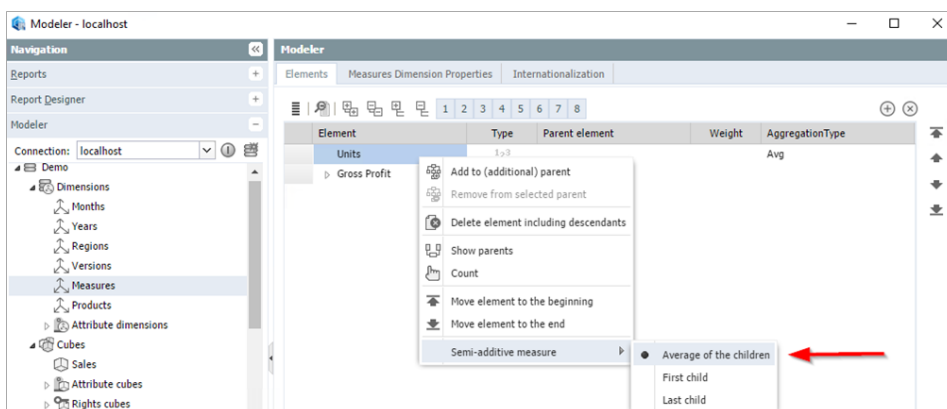 Modeler - localhost
Navigation
Reports
Report Designer
Modeler
Connection: localhost
Demo
Dimensions
Months
Years
Regions
Versions
Measures
Products
Attribute dimensions
Cubes
Sales
Attribute cubes
Rights cubes
Modeler
Elements Measures Dimension Properties Internationalization
1 2 3 4 5 6 7 8
Element Type Parent element Weight AggregationType
Units 123 Avg
Gross Profit
Add to (additional) parent
Remove from selected parent
Delete element including descendants
Show parents
Count
Move element to the beginning
Move element to the end
Semi-additive measure
Average of the children
First child
Last child